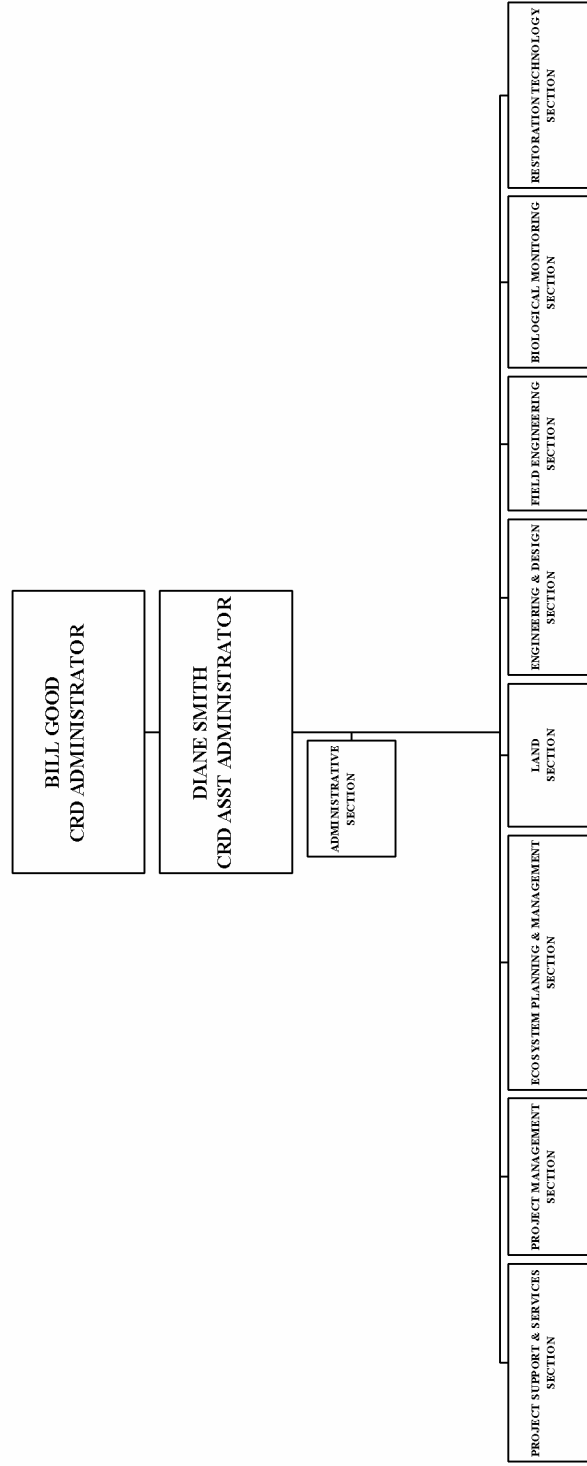 BILL GOOD
CRD ADMINISTRATOR
DIANE SMITH
CRD ASST ADMINISTRATOR
ADMINISTRATIVE
SECTION
PROJECT SUPPORT & SERVICES
SECTION
PROJECT MANAGEMENT
SECTION
ECOSYSTEM PLANNING & MANAGEMENT
SECTION
LAND
SECTION
ENGINEERING & DESIGN
SECTION
FIELD ENGINEERING
SECTION
BIOLOGICAL MONITORING
SECTION
RESTORATION TECHNOLOGY
SECTION